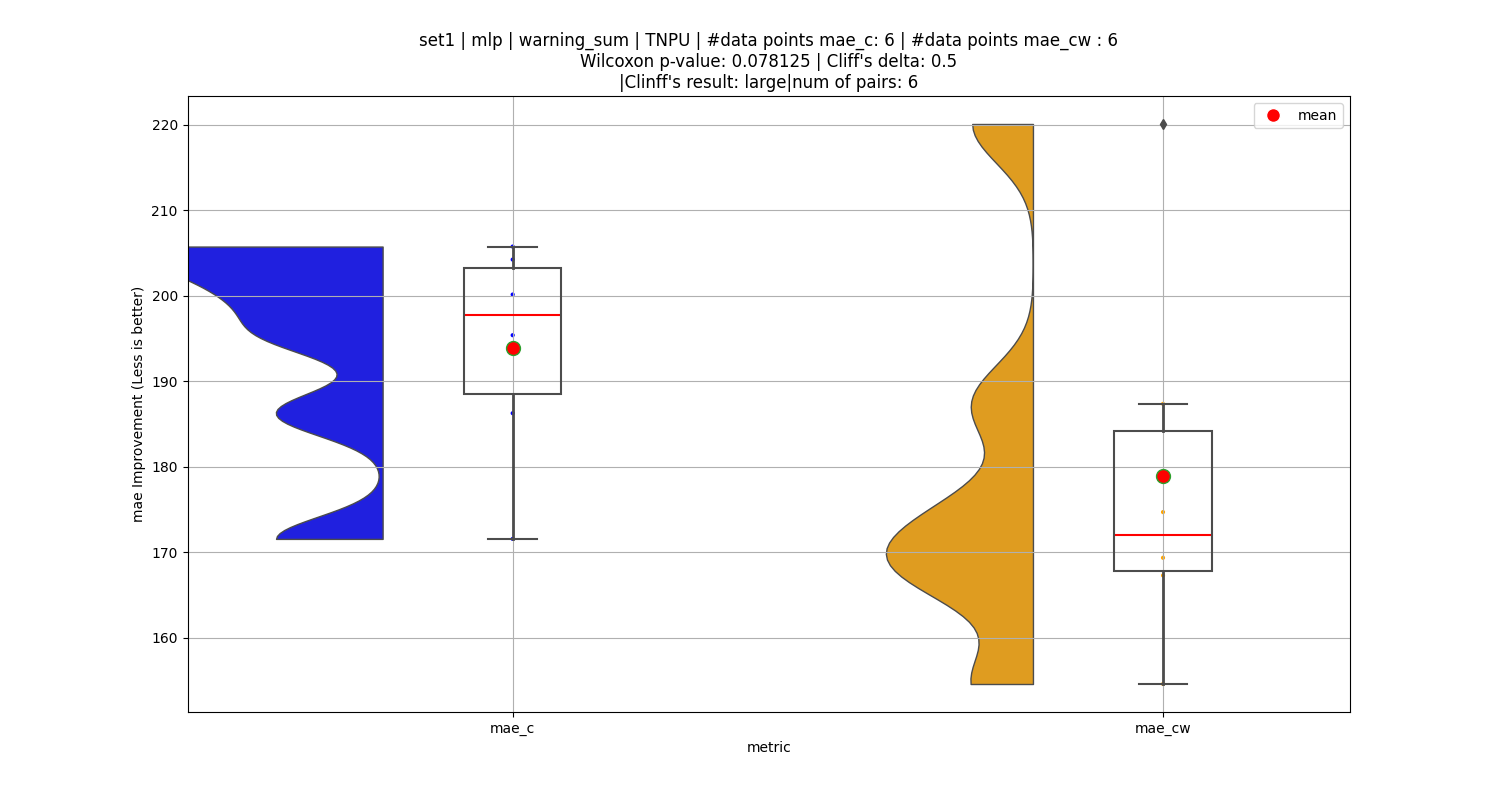 set1 | mlp | warning_sum | TNPU | #data points mae_c: 6 | #data points mae_cw : 6
Wilcoxon p-value: 0.078125 | Cliff's delta: 0.5
|Clinff's result: large|num of pairs: 6
mean
220
210
200
190
180
170
160
mae Improvement (Less is better)
mae_c
mae_cw
metric